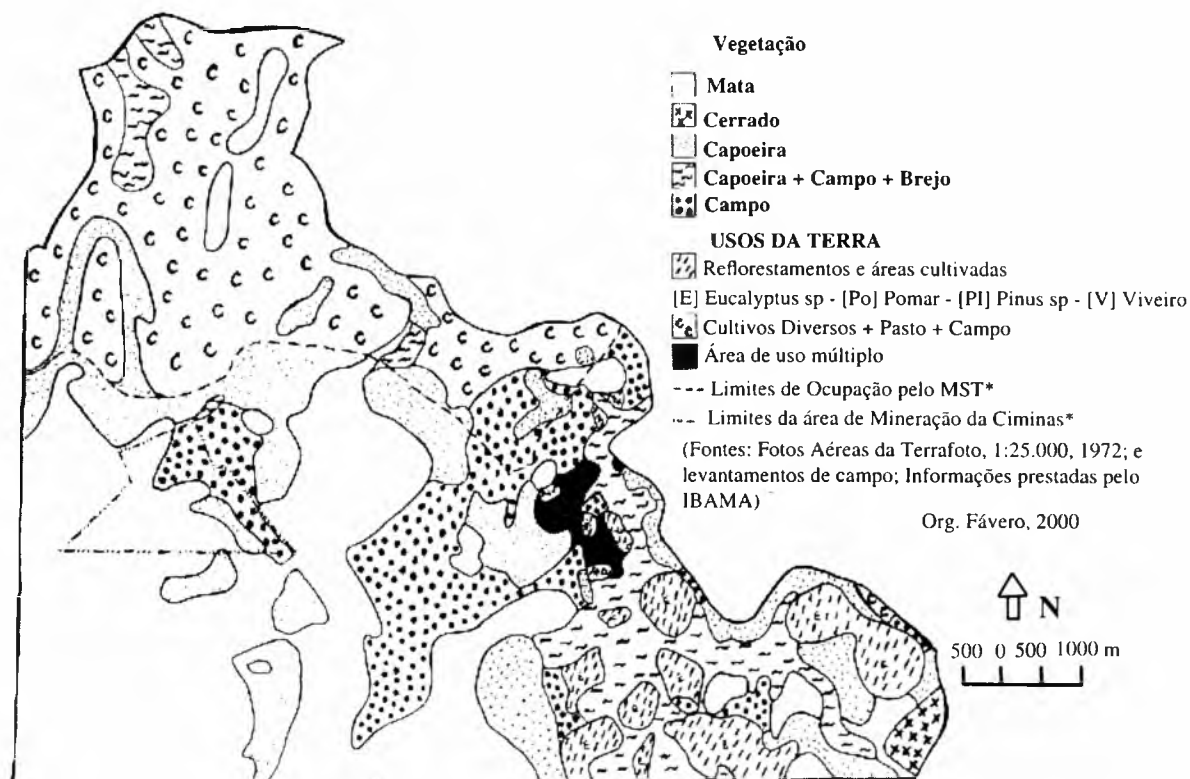 Vegetação
Mata
Cerrado
Capoeira
Capoeira + Campo + Brejo
Campo
USOS DA TERRA
Reflorestamentos e áreas cultivadas
[E] Eucalyptus sp - [Po] Pomar - [PI] Pinus sp - [V] Viveiro
Cultivos Diversos + Pasto + Campo
Área de uso múltiplo
Limites de Ocupação pelo MST*
Limites da área de Mineração da Ciminas*
(Fontes: Fotos Aéreas da Terrafoto, 1:25.000, 1972; e
levantamentos de campo; Informações prestadas pelo
IBAMA)
Org. Fávero, 2000
N
500 0 500 1000 m